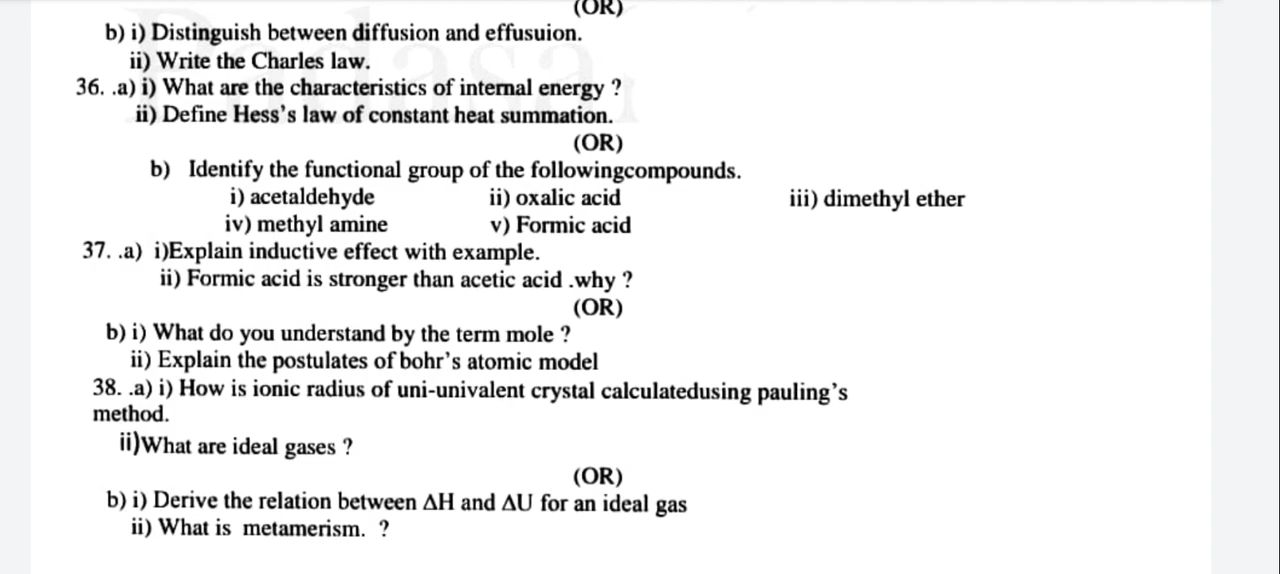 (OR)
b) i) Distinguish between diffusion and effusuion.
ii) Write the Charles law.
36. .a) i) What are the characteristics of internal energy ?
ii) Define Hess's law of constant heat summation.
(OR)
b) Identify the functional group of the followingcompounds.
i) acetaldehyde ii) oxalic acid iii) dimethyl ether
iv) methyl amine v) Formic acid
37. .a) i)Explain inductive effect with example.
ii) Formic acid is stronger than acetic acid .why ?
(OR)
b) i) What do you understand by the term mole ?
ii) Explain the postulates of bohr's atomic model
38. .a) i) How is ionic radius of uni-univalent crystal calculatedusing pauling's
method.
ii)What are ideal gases ?
(OR)
b) i) Derive the relation between ΔH and ΔU for an ideal gas
ii) What is metamerism. ?